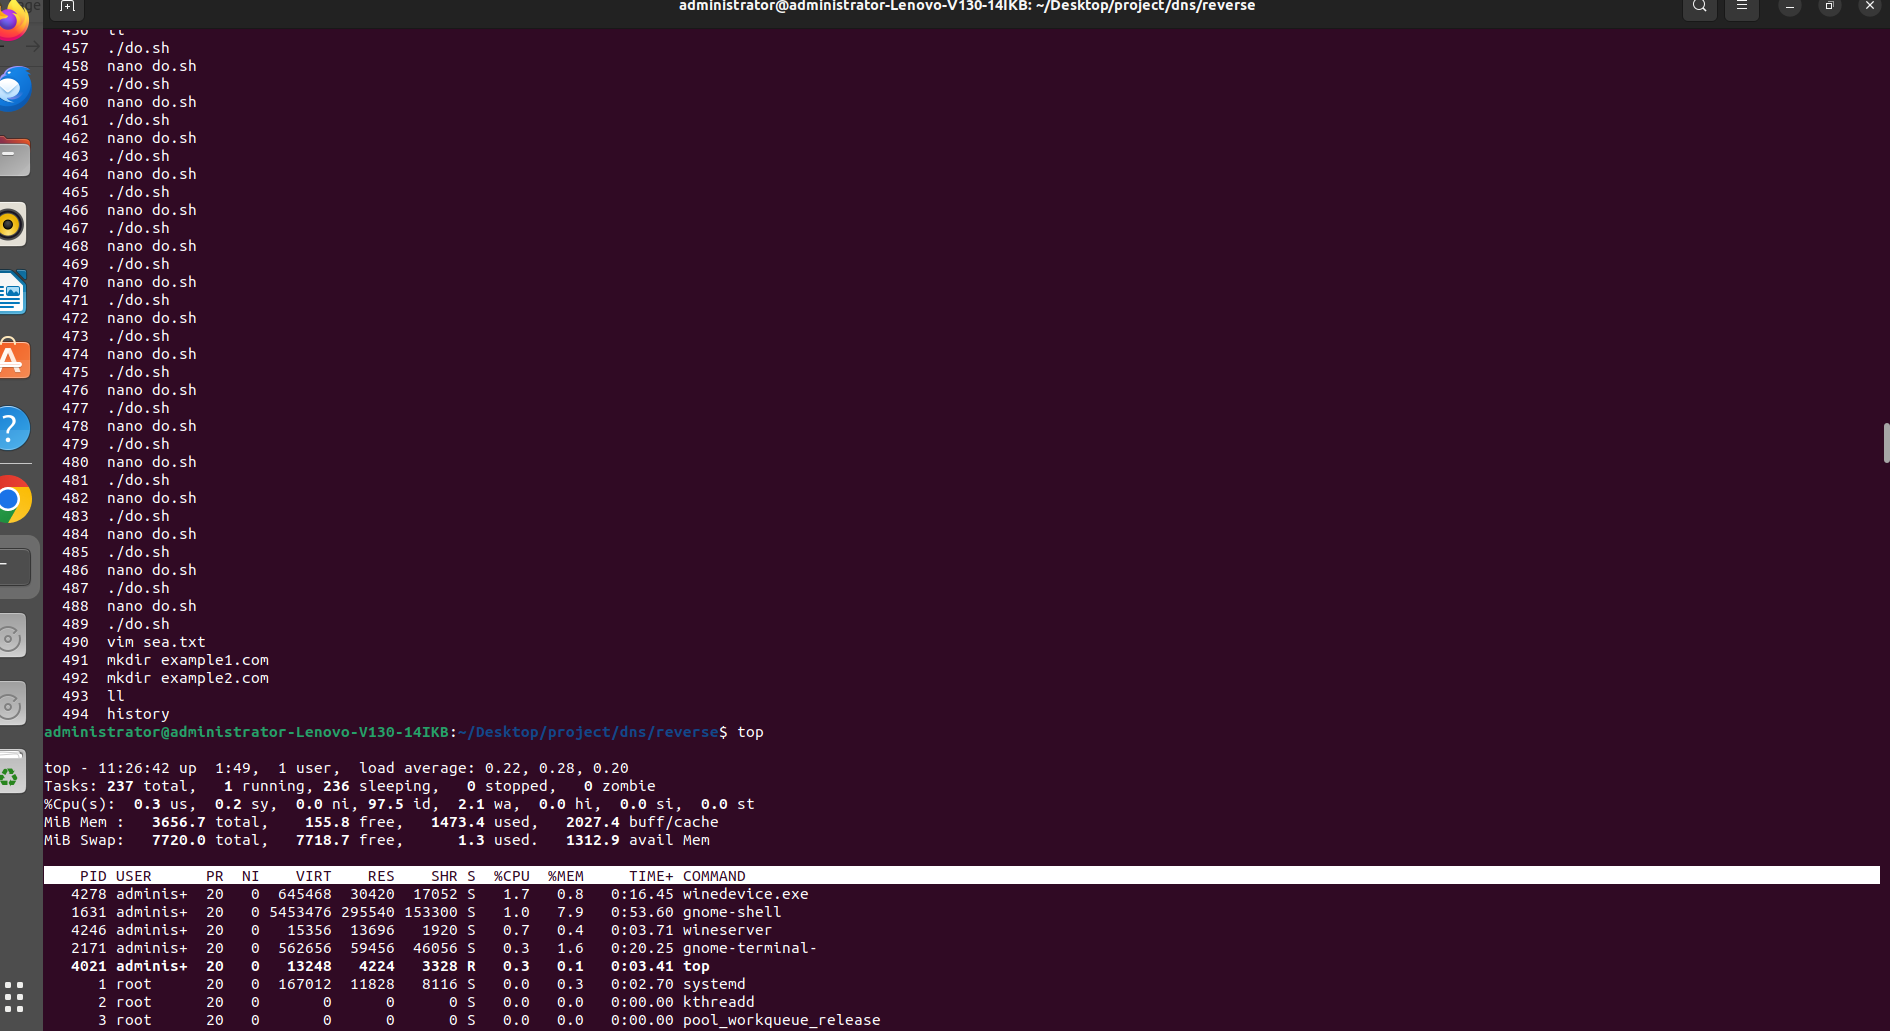 administrator@administrator-Lenovo-V130-14IKB: ~/Desktop/project/dns/reverse
456  ll
457  ./do.sh
458  nano do.sh
459  ./do.sh
460  nano do.sh
461  ./do.sh
462  nano do.sh
463  ./do.sh
464  nano do.sh
465  ./do.sh
466  nano do.sh
467  ./do.sh
468  nano do.sh
469  ./do.sh
470  nano do.sh
471  ./do.sh
472  nano do.sh
473  ./do.sh
474  nano do.sh
475  ./do.sh
476  nano do.sh
477  ./do.sh
478  nano do.sh
479  ./do.sh
480  nano do.sh
481  ./do.sh
482  nano do.sh
483  ./do.sh
484  nano do.sh
485  ./do.sh
486  nano do.sh
487  ./do.sh
488  nano do.sh
489  ./do.sh
490  vim sea.txt
491  mkdir example1.com
492  mkdir example2.com
493  ll
494  history
administrator@administrator-Lenovo-V130-14IKB:~/Desktop/project/dns/reverse$ top
top - 11:26:42 up  1:49,  1 user,  load average: 0.22, 0.28, 0.20
Tasks: 237 total,   1 running, 236 sleeping,   0 stopped,   0 zombie
%Cpu(s):  0.3 us,  0.2 sy,  0.0 ni, 97.5 id,  2.1 wa,  0.0 hi,  0.0 si,  0.0 st
MiB Mem :   3656.7 total,    155.8 free,   1473.4 used,   2027.4 buff/cache
MiB Swap:   7720.0 total,   7718.7 free,      1.3 used.   1312.9 avail Mem
PID USER      PR  NI    VIRT    RES    SHR S  %CPU  %MEM     TIME+ COMMAND
4278 adminis+  20   0  645468  30420  17052 S   1.7   0.8   0:16.45 winedevice.exe
1631 adminis+  20   0 5453476 295540 153300 S   1.0   7.9   0:53.60 gnome-shell
4246 adminis+  20   0   15356  13696   1920 S   0.7   0.4   0:03.71 wineserver
2171 adminis+  20   0  562656  59456  46056 S   0.3   1.6   0:20.25 gnome-terminal-
4021 adminis+  20   0   13248   4224   3328 R   0.3   0.1   0:03.41 top
1 root      20   0  167012  11828   8116 S   0.0   0.3   0:02.70 systemd
2 root      20   0       0      0      0 S   0.0   0.0   0:00.00 kthreadd
3 root      20   0       0      0      0 S   0.0   0.0   0:00.00 pool_workqueue_release